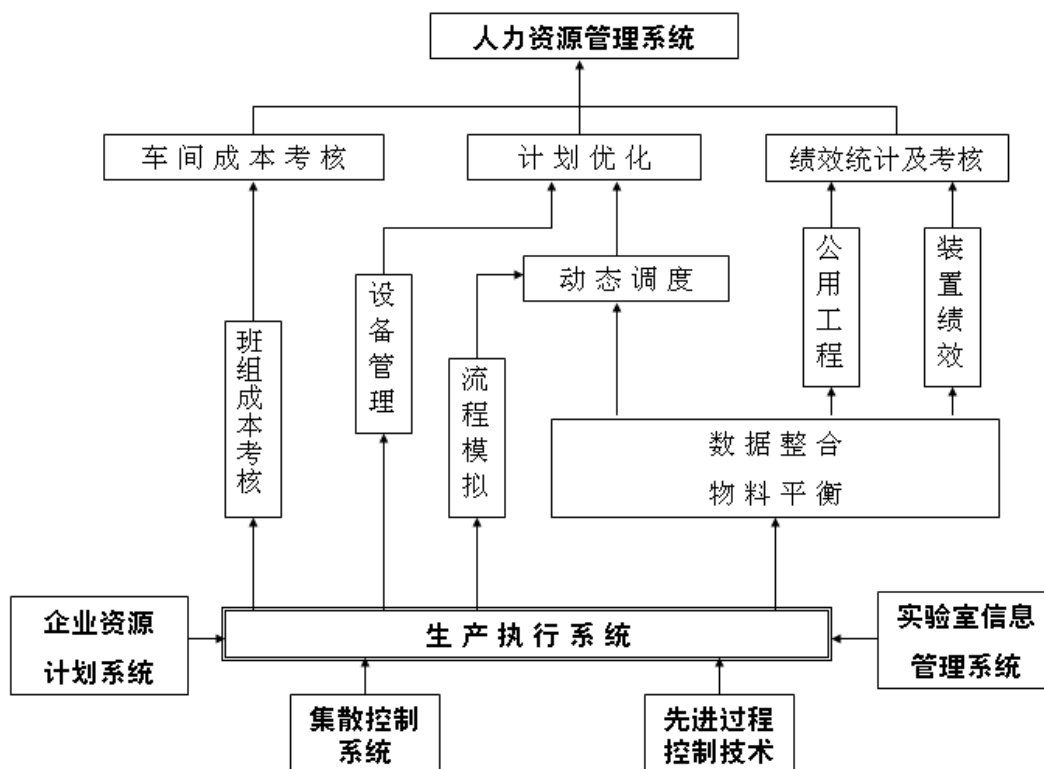 人力资源管理系统
车间成本考核
计划优化
绩效统计及考核
公用工程
装置绩效
动态调度
设备管理
班组成本考核
流程模拟
数据整合
物料平衡
企业资源
计划系统
生产执行系统
实验室信息
管理系统
集散控制
系统
先进过程
控制技术